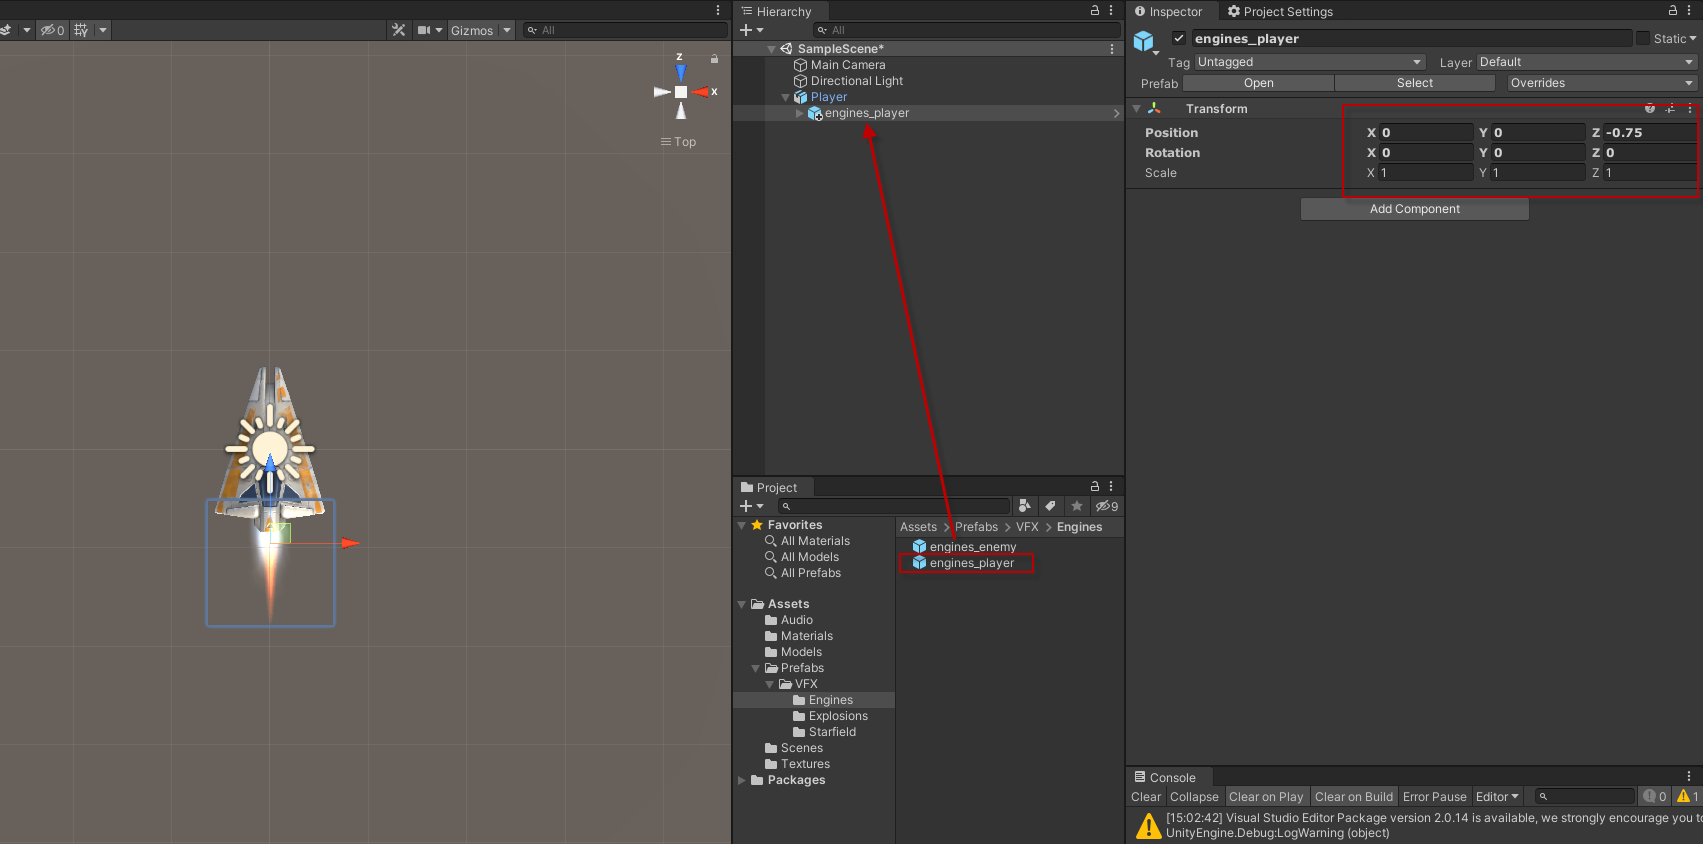 0
Gizmos
All
z
x
Top
Hierarchy
All
SampleScene*
Main Camera
Directional Light
Player
engines_player
Project
9
Favorites
All Materials
All Models
All Prefabs
Assets
Audio
Materials
Models
Prefabs
VFX
Engines
Explosions
Starfield
Scenes
Textures
Packages
Assets > Prefabs > VFX > Engines
engines_enemy
engines_player
Inspector
Project Settings
engines_player
Static
Tag Untagged Layer Default
Prefab Open Select Overrides
Transform
Position X 0 Y 0 Z -0.75
Rotation X 0 Y 0 Z 0
Scale X 1 Y 1 Z 1
Add Component
Console
Clear Collapse Clear on Play Clear on Build Error Pause Editor 0 1
[15:02:42] Visual Studio Editor Package version 2.0.14 is available, we strongly encourage you to
UnityEngine.Debug:LogWarning (object)